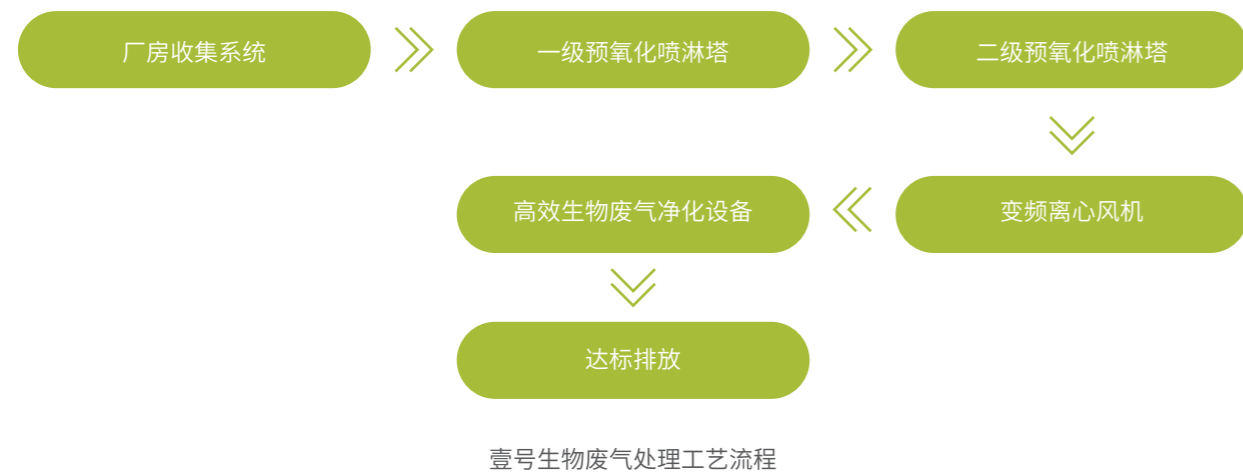 厂房收集系统
一级预氧化喷淋塔
二级预氧化喷淋塔
变频离心风机
高效生物废气净化设备
达标排放
壹号生物废气处理工艺流程